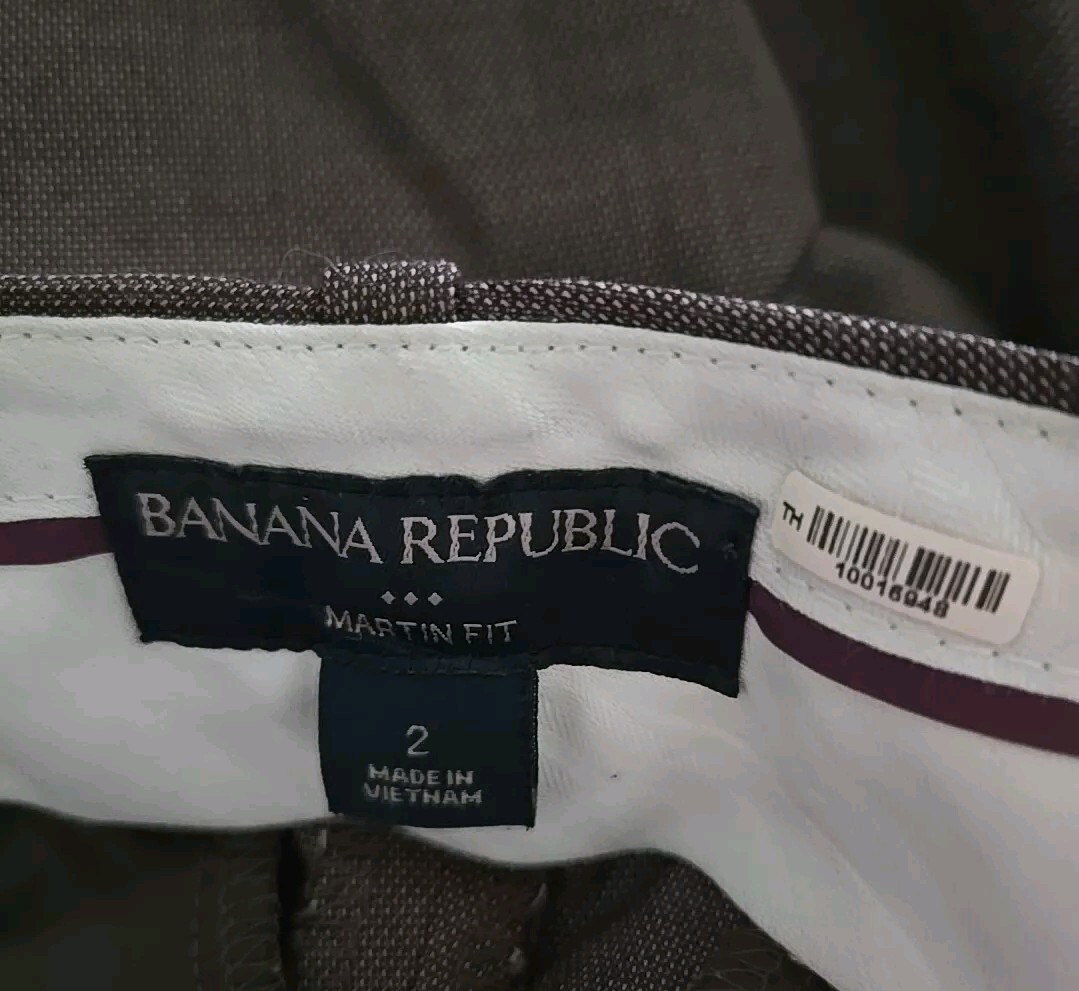 BANANA REPUBLIC
MARTIN FIT
2
MADE IN
VIETNAM
TH
10016948